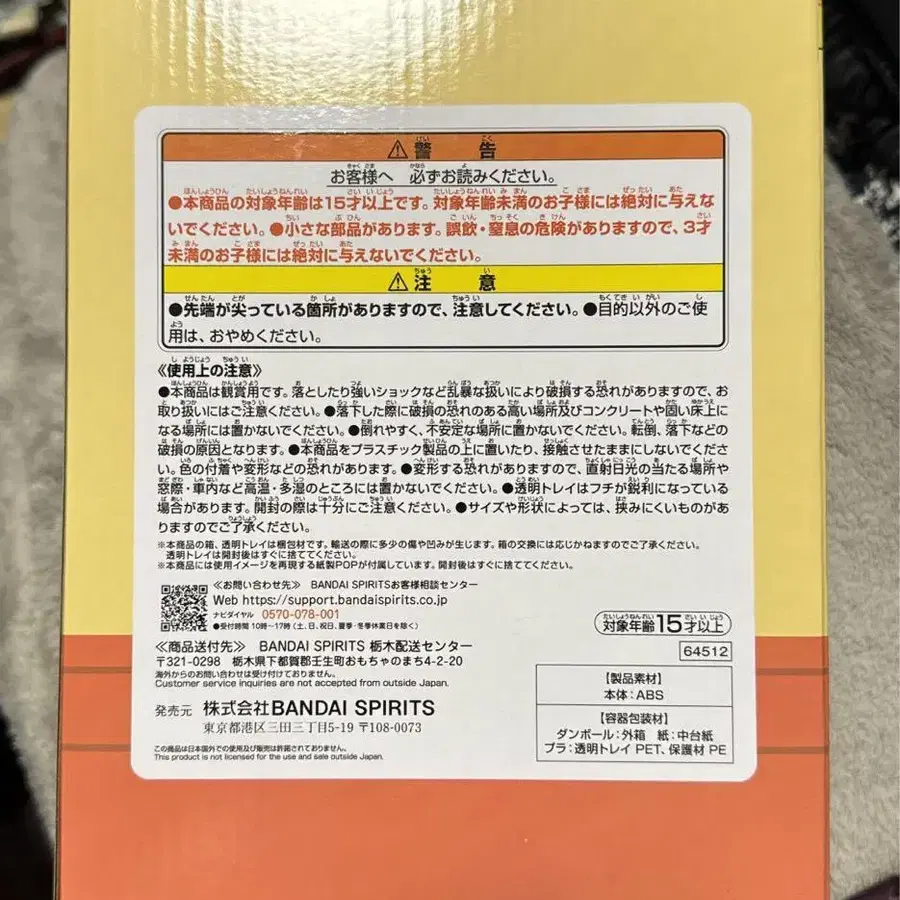 ⚠警告
お客様へ 必ずお読みください。
●本商品の対象年齢は15才以上です。対象年齢未満のお子様には絶対に与えな
いでください。●小さな部品があります。誤飲・窒息の危険がありますので、3才
未満のお子様には絶対に与えないでください。
⚠注意
●先端が尖っている箇所がありますので、注意してください。●目的以外のご使
用は、おやめください。
《使用上の注意》
●本商品は観賞用です。落としたり強いショックなど乱暴な扱いにより破損する恐れがありますので、お
取り扱いにはご注意ください。●落下した際に破損の恐れのある高い場所及びコンクリートや固い床上に
なる場所には置かないでください。●倒れやすく、不安定な場所に置かないでください。転倒、落下などの
破損の原因となります。●本商品をプラスチック製品の上に置いたり、接触させたままにしないでくださ
い。色の付着や変形などの恐れがあります。●変形する恐れがありますので、直射日光の当たる場所や
窓際・車内など高温・多湿のところには置かないでください。●透明トレイはフチが鋭利になっている
場合があります。開封の際は十分にご注意ください。●サイズや形状によっては、挟みにくいものがあ
りますのでご了承ください。
※本商品の箱、透明トレイは梱包材です。輸送の際に多少の傷や凹みが生じます。箱の交換には応じかねますのでご了承ください。
透明トレイは開封後はすぐに捨ててください。
※本商品には使用イメージを再現する紙製POPが付属しています。開封後はすぐに捨ててください。
≪お問い合わせ先≫ BANDAI SPIRITSお客様相談センター
Web https://support.bandaispirits.co.jp
ナビダイヤル 0570-078-001
●受付時間 10時〜17時(土、日、祝日、夏季・冬季休業日を除く)
対象年齢15才以上
≪商品送付先≫ BANDAI SPIRITS 栃木配送センター
〒321-0298 栃木県下都賀郡壬生町おもちゃのまち4-2-20
海外からのお問い合わせは受け付けておりません。
Customer service inquiries are not accepted from outside Japan.
64512
発売元 株式会社BANDAI SPIRITS
東京都港区三田三丁目5-19 〒108-0073
この商品は日本国外での使用及び販売は許諾されておりません。
This product is not licensed for the use and sale outside Japan.
【製品素材】
本体:ABS
【容器包装材】
ダンボール:外箱 紙:中台紙
プラ:透明トレイ PET、保護材 PE